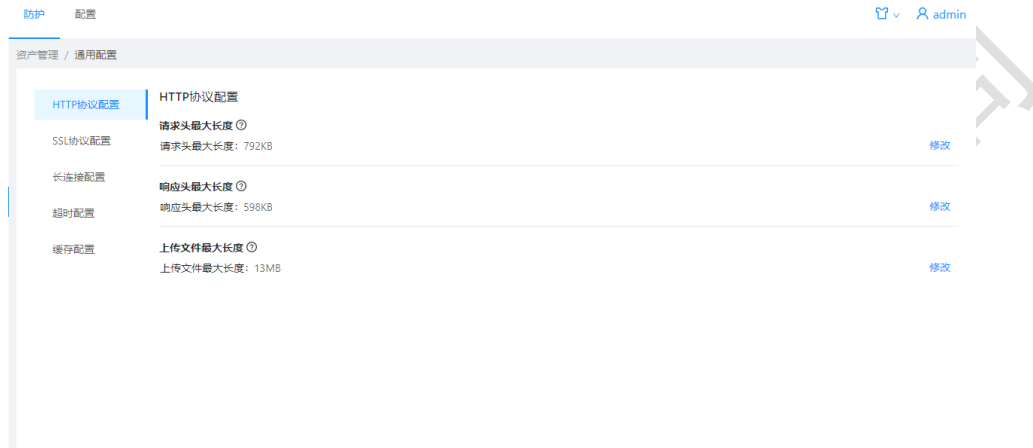 防护 配置 admin
资产管理 / 通用配置
HTTP协议配置
SSL协议配置
长连接配置
超时配置
缓存配置
HTTP协议配置
请求头最大长度
请求头最大长度：792KB 修改
响应头最大长度
响应头最大长度：598KB 修改
上传文件最大长度
上传文件最大长度：13MB 修改